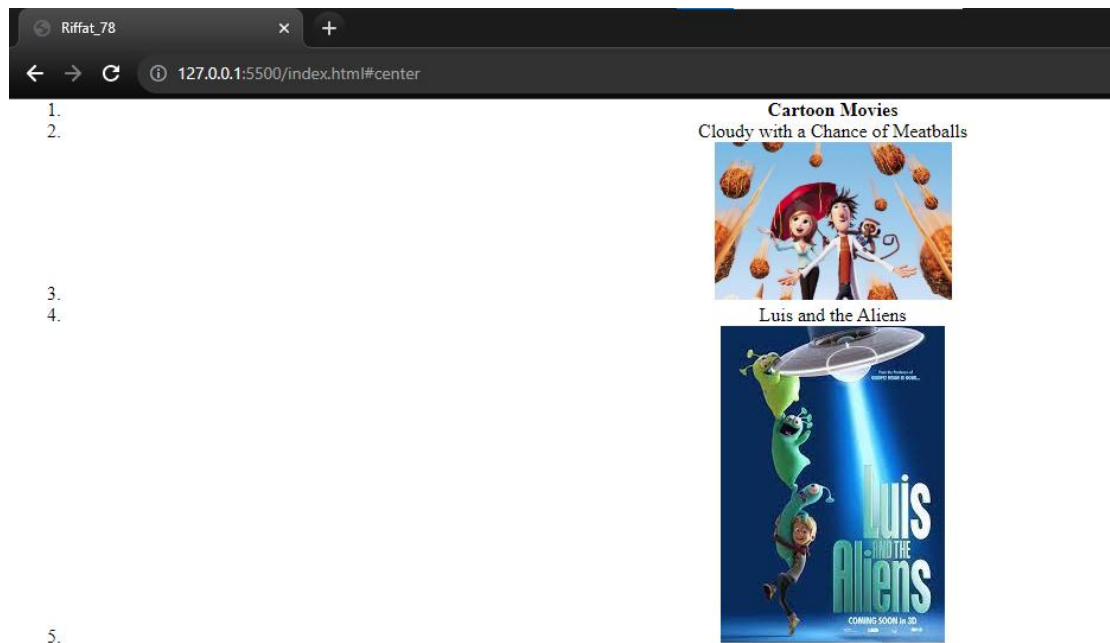 Riffat_78
127.0.0.1:5500/index.html#center
1. Cartoon Movies
2. Cloudy with a Chance of Meatballs
3.
4. Luis and the Aliens
Luis
AND THE
Aliens
COMING SOON in 3D
5.